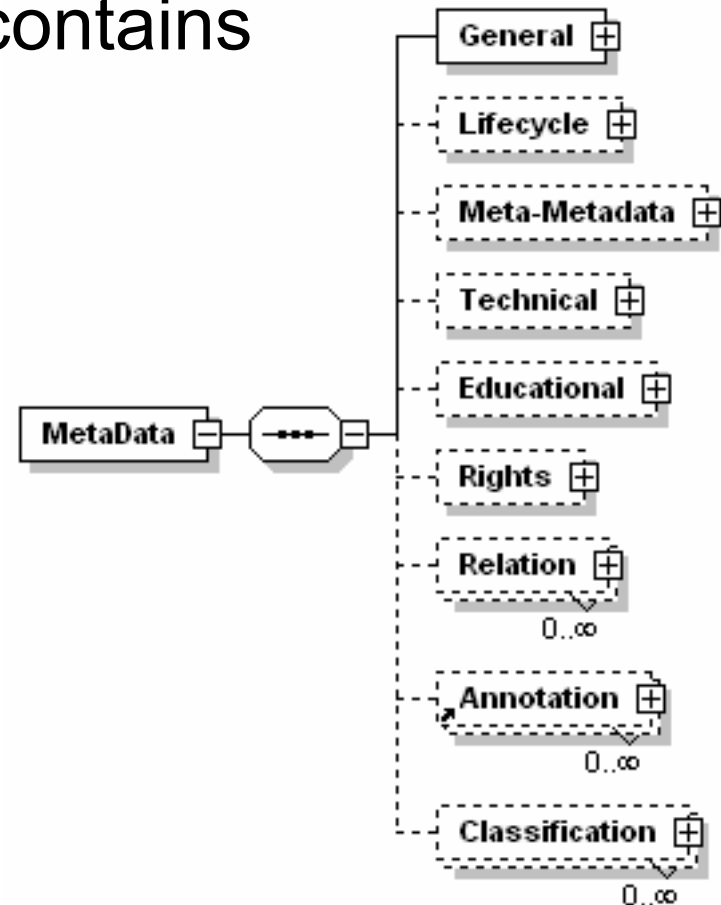 contains
General
Lifecycle
Meta-Metadata
Technical
Educational
MetaData
Rights
Relation
0..∞
Annotation
0..∞
Classification
0..∞